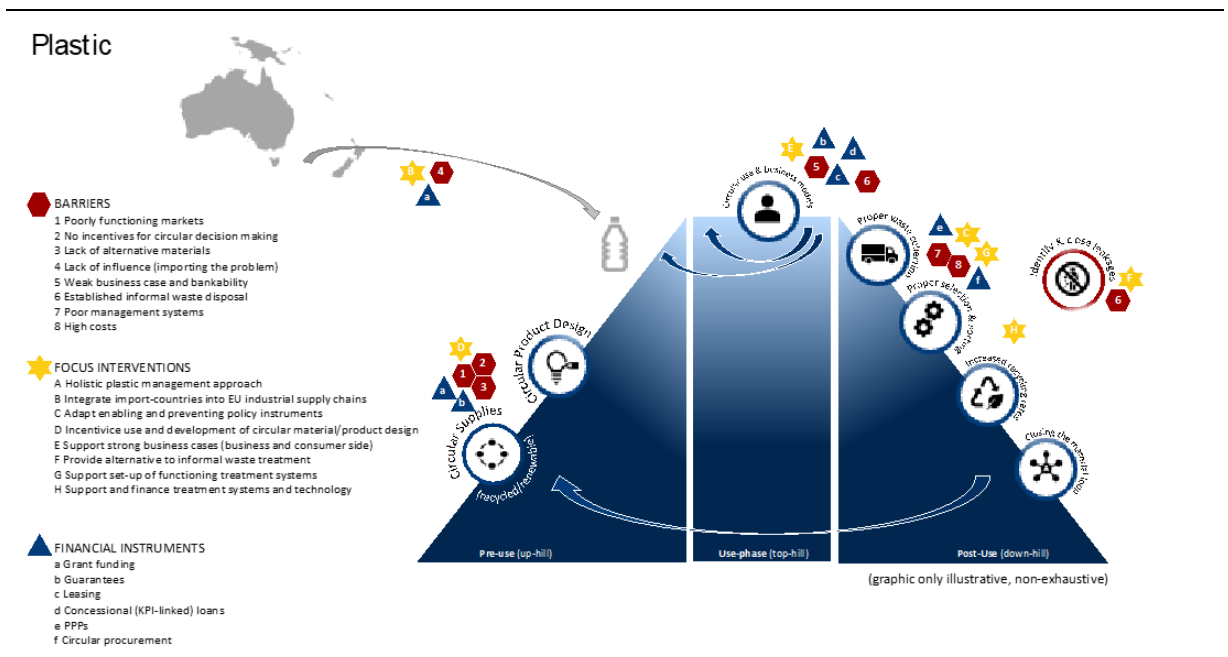 Plastic
BARRIERS
1 Poorly functioning markets
2 No incentives for circular decision making
3 Lack of alternative materials
4 Lack of influence (importing the problem)
5 Weak business case and bankability
6 Established informal waste disposal
7 Poor management systems
8 High costs
FOCUS INTERVENTIONS
A Holistic plastic management approach
B Integrate import-countries into EU industrial supply chains
C Adapt enabling and preventing policy instruments
D Incentivice use and development of circular material/product design
E Support strong business cases (business and consumer side)
F Provide alternative to informal waste treatment
G Support set-up of functioning treatment systems
H Support and finance treatment systems and technology
FINANCIAL INSTRUMENTS
a Grant funding
b Guarantees
c Leasing
d Concessional (KPI-linked) loans
e PPPs
f Circular procurement
B 4
a
D
2
1
3
a
b
Circular Supplies
(recycled/renewable)
Circular Product Design
E b d
5 c 6
Circular use & business models
Proper waste collection
e C
G
7 8
f
Proper selection & sorting
H
Increased recycling rates
Closing the material loop
Identify & close leakages
F
6
Pre-use (up-hill)
Use-phase (top-hill)
Post-Use (down-hill)
(graphic only illustrative, non-exhaustive)